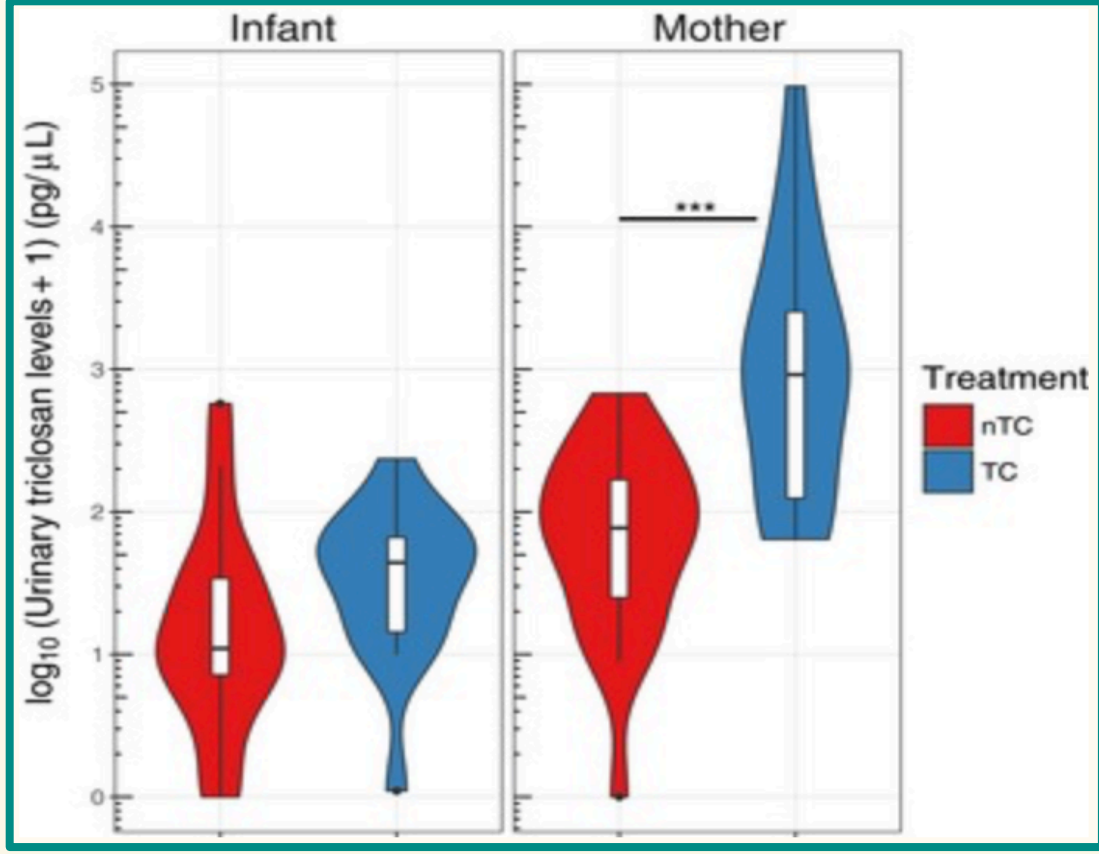 Infant
Mother
log10 (Urinary triclosan levels + 1) (pg/μL)
5
4
3
2
1
0
***
Treatment
nTC
TC